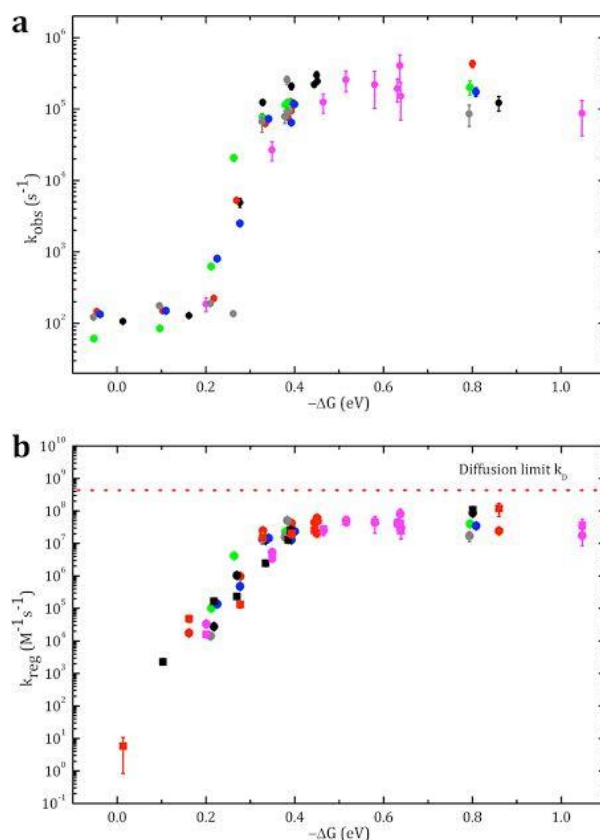 a
10⁶
10⁵
10⁴
10³
10²
k_obs (s⁻¹)
0.0 0.2 0.4 0.6 0.8 1.0
−ΔG (eV)
b
10¹⁰
10⁹
10⁸
10⁷
10⁶
10⁵
10⁴
10³
10²
10¹
10⁰
10⁻¹
k_reg (M⁻¹s⁻¹)
Diffusion limit k_D
0.0 0.2 0.4 0.6 0.8 1.0
−ΔG (eV)